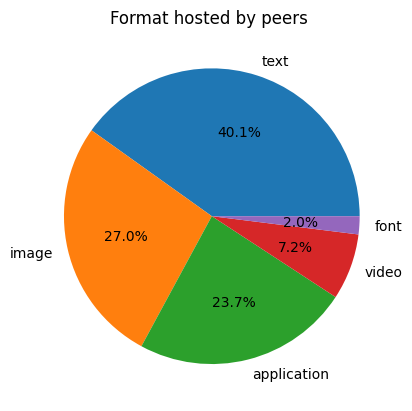 Format hosted by peers
text
40.1%
image
27.0%
application
23.7%
video
7.2%
font
2.0%